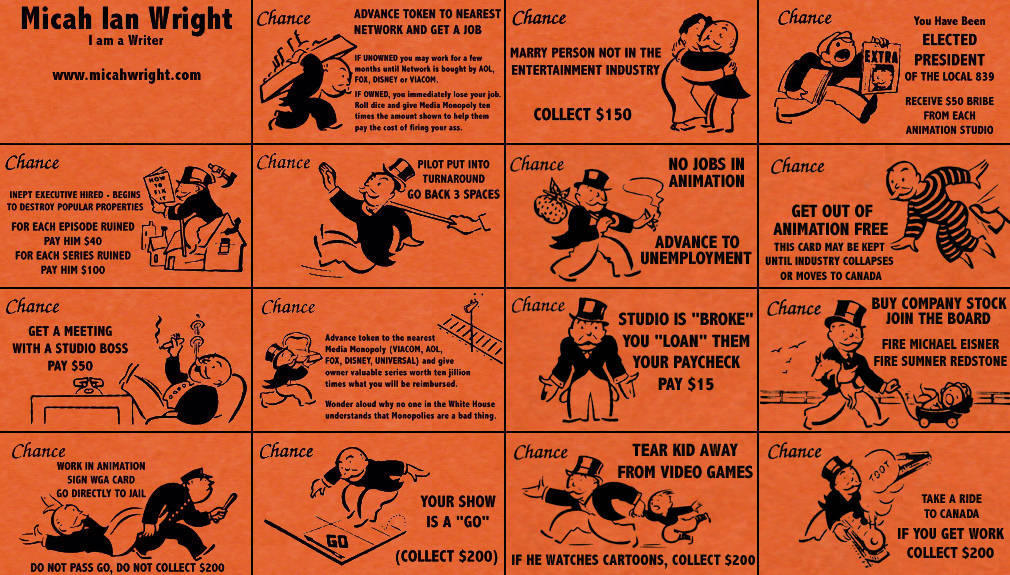 Micah Ian Wright
I am a Writer
www.micahwright.com
Chance
ADVANCE TOKEN TO NEAREST
NETWORK AND GET A JOB
IF UNOWNED you may work for a few
months until Network is bought by AOL,
FOX, DISNEY or VIACOM.
IF OWNED, you immediately lose your job.
Roll dice and give Media Monopoly ten
times the amount shown to help them
pay the cost of firing your ass.
Chance
MARRY PERSON NOT IN THE
ENTERTAINMENT INDUSTRY
COLLECT $150
Chance
You Have Been
ELECTED
PRESIDENT
OF THE LOCAL 839
RECEIVE $50 BRIBE
FROM EACH
ANIMATION STUDIO
EXTRA
Chance
INEPT EXECUTIVE HIRED - BEGINS
TO DESTROY POPULAR PROPERTIES
FOR EACH EPISODE RUINED
PAY HIM $40
FOR EACH SERIES RUINED
PAY HIM $100
HOW
TO
FIX
IT
Chance
PILOT PUT INTO
TURNAROUND
GO BACK 3 SPACES
Chance
NO JOBS IN
ANIMATION
ADVANCE TO
UNEMPLOYMENT
Chance
GET OUT OF
ANIMATION FREE
THIS CARD MAY BE KEPT
UNTIL INDUSTRY COLLAPSES
OR MOVES TO CANADA
Chance
GET A MEETING
WITH A STUDIO BOSS
PAY $50
Chance
Advance token to the nearest
Media Monopoly (VIACOM, AOL,
FOX, DISNEY, UNIVERSAL) and give
owner valuable series worth ten jillion
times what you will be reimbursed.
Wonder aloud why no one in the White House
understands that Monopolies are a bad thing.
Chance
STUDIO IS "BROKE"
YOU "LOAN" THEM
YOUR PAYCHECK
PAY $15
Chance
BUY COMPANY STOCK
JOIN THE BOARD
FIRE MICHAEL EISNER
FIRE SUMNER REDSTONE
Chance
WORK IN ANIMATION
SIGN WGA CARD
GO DIRECTLY TO JAIL
DO NOT PASS GO, DO NOT COLLECT $200
Chance
YOUR SHOW
IS A "GO"
(COLLECT $200)
GO
Chance
TEAR KID AWAY
FROM VIDEO GAMES
IF HE WATCHES CARTOONS, COLLECT $200
Chance
TOOT
TAKE A RIDE
TO CANADA
IF YOU GET WORK
COLLECT $200